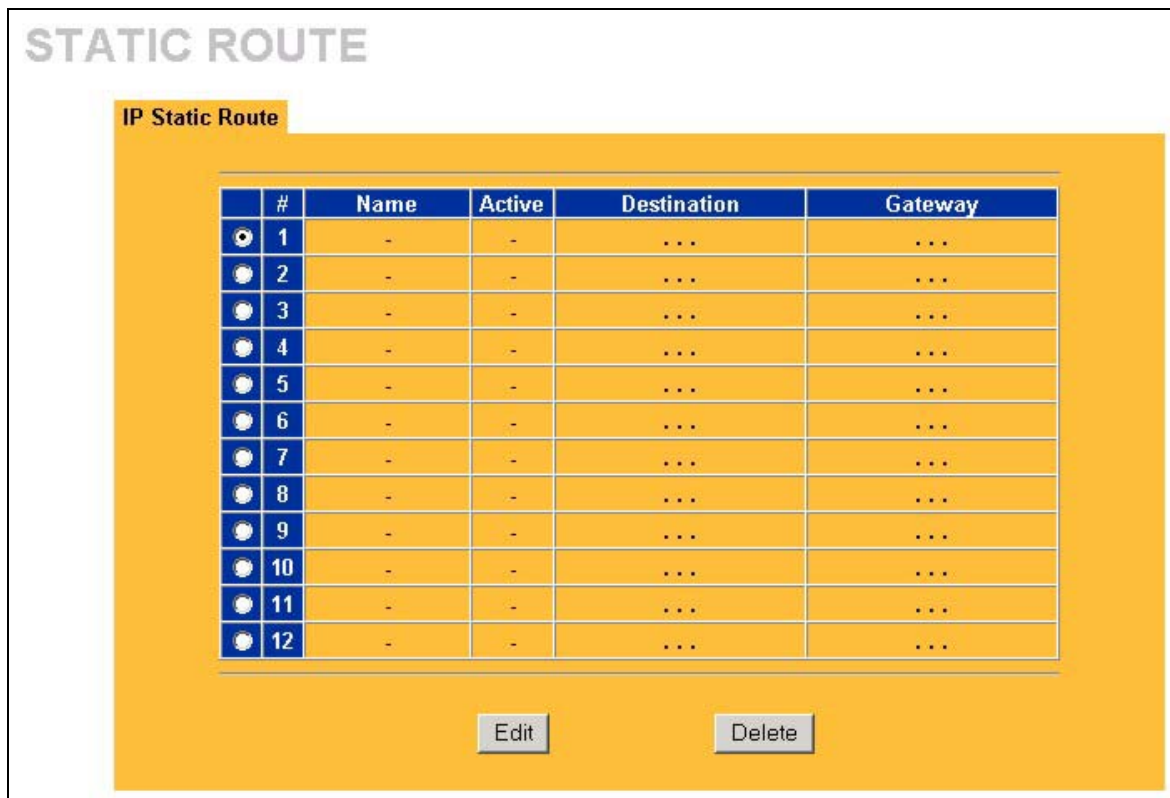 STATIC ROUTE
IP Static Route
# Name Active Destination Gateway
1 - - . . . . . .
2 - - . . . . . .
3 - - . . . . . .
4 - - . . . . . .
5 - - . . . . . .
6 - - . . . . . .
7 - - . . . . . .
8 - - . . . . . .
9 - - . . . . . .
10 - - . . . . . .
11 - - . . . . . .
12 - - . . . . . .
Edit Delete